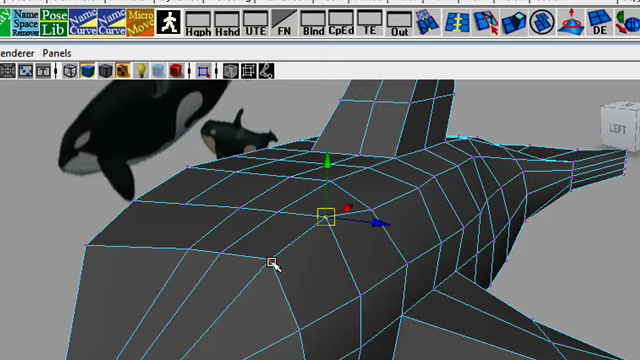 Name Space Remover
Pose Lib
Name Curve
Name Curve
Micro Move
Hgph Hshd UTE FN Blnd CpEd TE Out DE
enderer Panels
LEFT